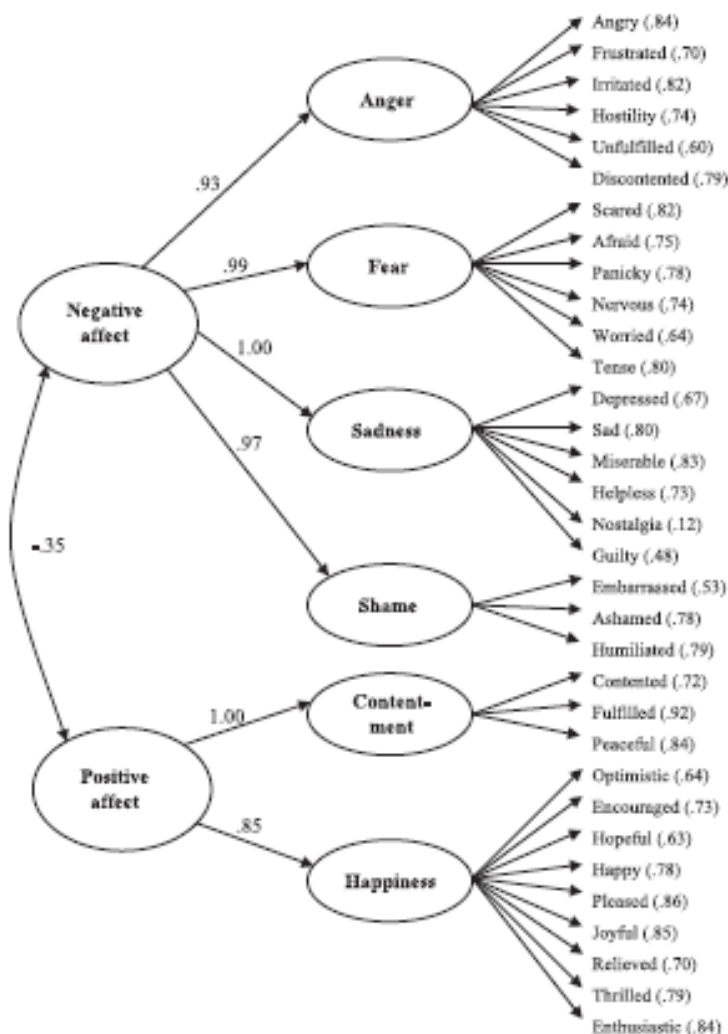 Angry (.84)
Frustrated (.70)
Irritated (.82)
Hostility (.74)
Unfulfilled (.60)
Discontented (.79)
Anger
.93
Scared (.82)
Afraid (.75)
Panicky (.78)
Nervous (.74)
Worried (.64)
Tense (.80)
Fear
.99
Negative
affect
1.00
Depressed (.67)
Sad (.80)
Miserable (.83)
Helpless (.73)
Nostalgia (.12)
Guilty (.48)
Sadness
.97
-.35
Embarrassed (.53)
Ashamed (.78)
Humiliated (.79)
Shame
Contented (.72)
Fulfilled (.92)
Peaceful (.84)
Content-
ment
1.00
Positive
affect
.85
Optimistic (.64)
Encouraged (.73)
Hopeful (.63)
Happy (.78)
Pleased (.86)
Joyful (.85)
Relieved (.70)
Thrilled (.79)
Enthusiastic (.84)
Happiness